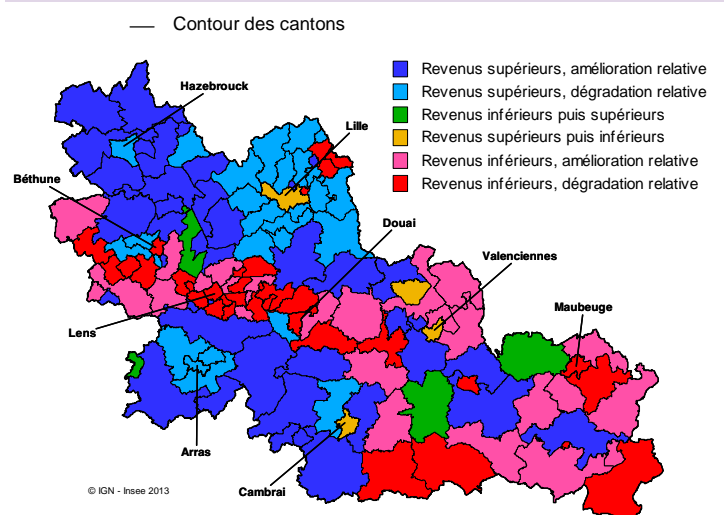 Contour des cantons
Revenus supérieurs, amélioration relative
Revenus supérieurs, dégradation relative
Revenus inférieurs puis supérieurs
Revenus supérieurs puis inférieurs
Revenus inférieurs, amélioration relative
Revenus inférieurs, dégradation relative
Hazebrouck
Lille
Béthune
Douai
Valenciennes
Maubeuge
Lens
Arras
Cambrai
© IGN - Insee 2013